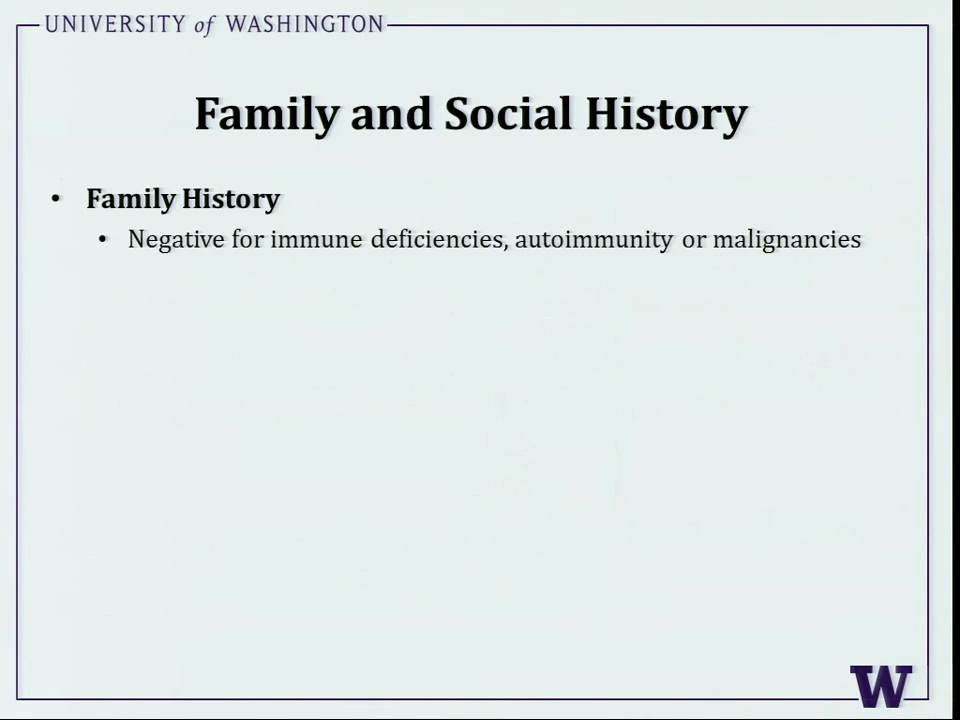 UNIVERSITY of WASHINGTON
Family and Social History
• Family History
• Negative for immune deficiencies, autoimmunity or malignancies
W